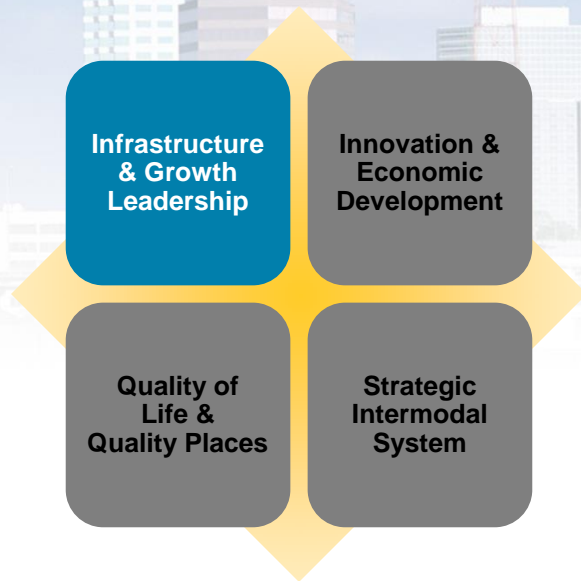 Infrastructure
& Growth
Leadership
Innovation &
Economic
Development
Quality of
Life &
Quality Places
Strategic
Intermodal
System